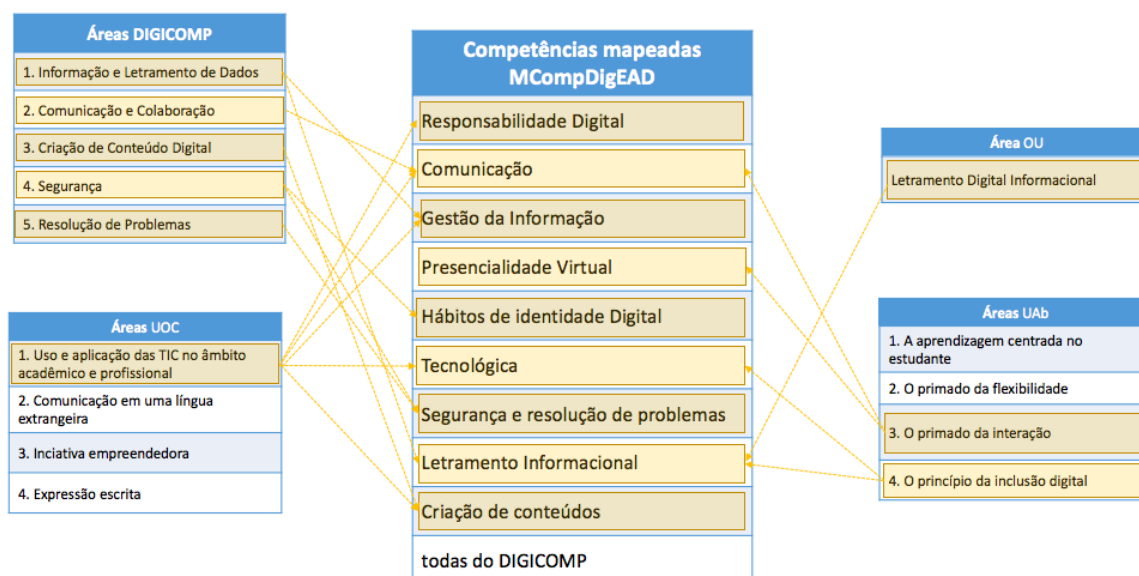 Áreas DIGICOMP
1. Informação e Letramento de Dados
2. Comunicação e Colaboração
3. Criação de Conteúdo Digital
4. Segurança
5. Resolução de Problemas
Áreas UOC
1. Uso e aplicação das TIC no âmbito
acadêmico e profissional
2. Comunicação em uma língua
extrangeira
3. Inciativa empreendedora
4. Expressão escrita
Competências mapeadas
MCompDigEAD
Responsabilidade Digital
Comunicação
Gestão da Informação
Presencialidade Virtual
Hábitos de identidade Digital
Tecnológica
Segurança e resolução de problemas
Letramento Informacional
Criação de conteúdos
todas do DIGICOMP
Área OU
Letramento Digital Informacional
Áreas UAb
1. A aprendizagem centrada no
estudante
2. O primado da flexibilidade
3. O primado da interação
4. O princípio da inclusão digital